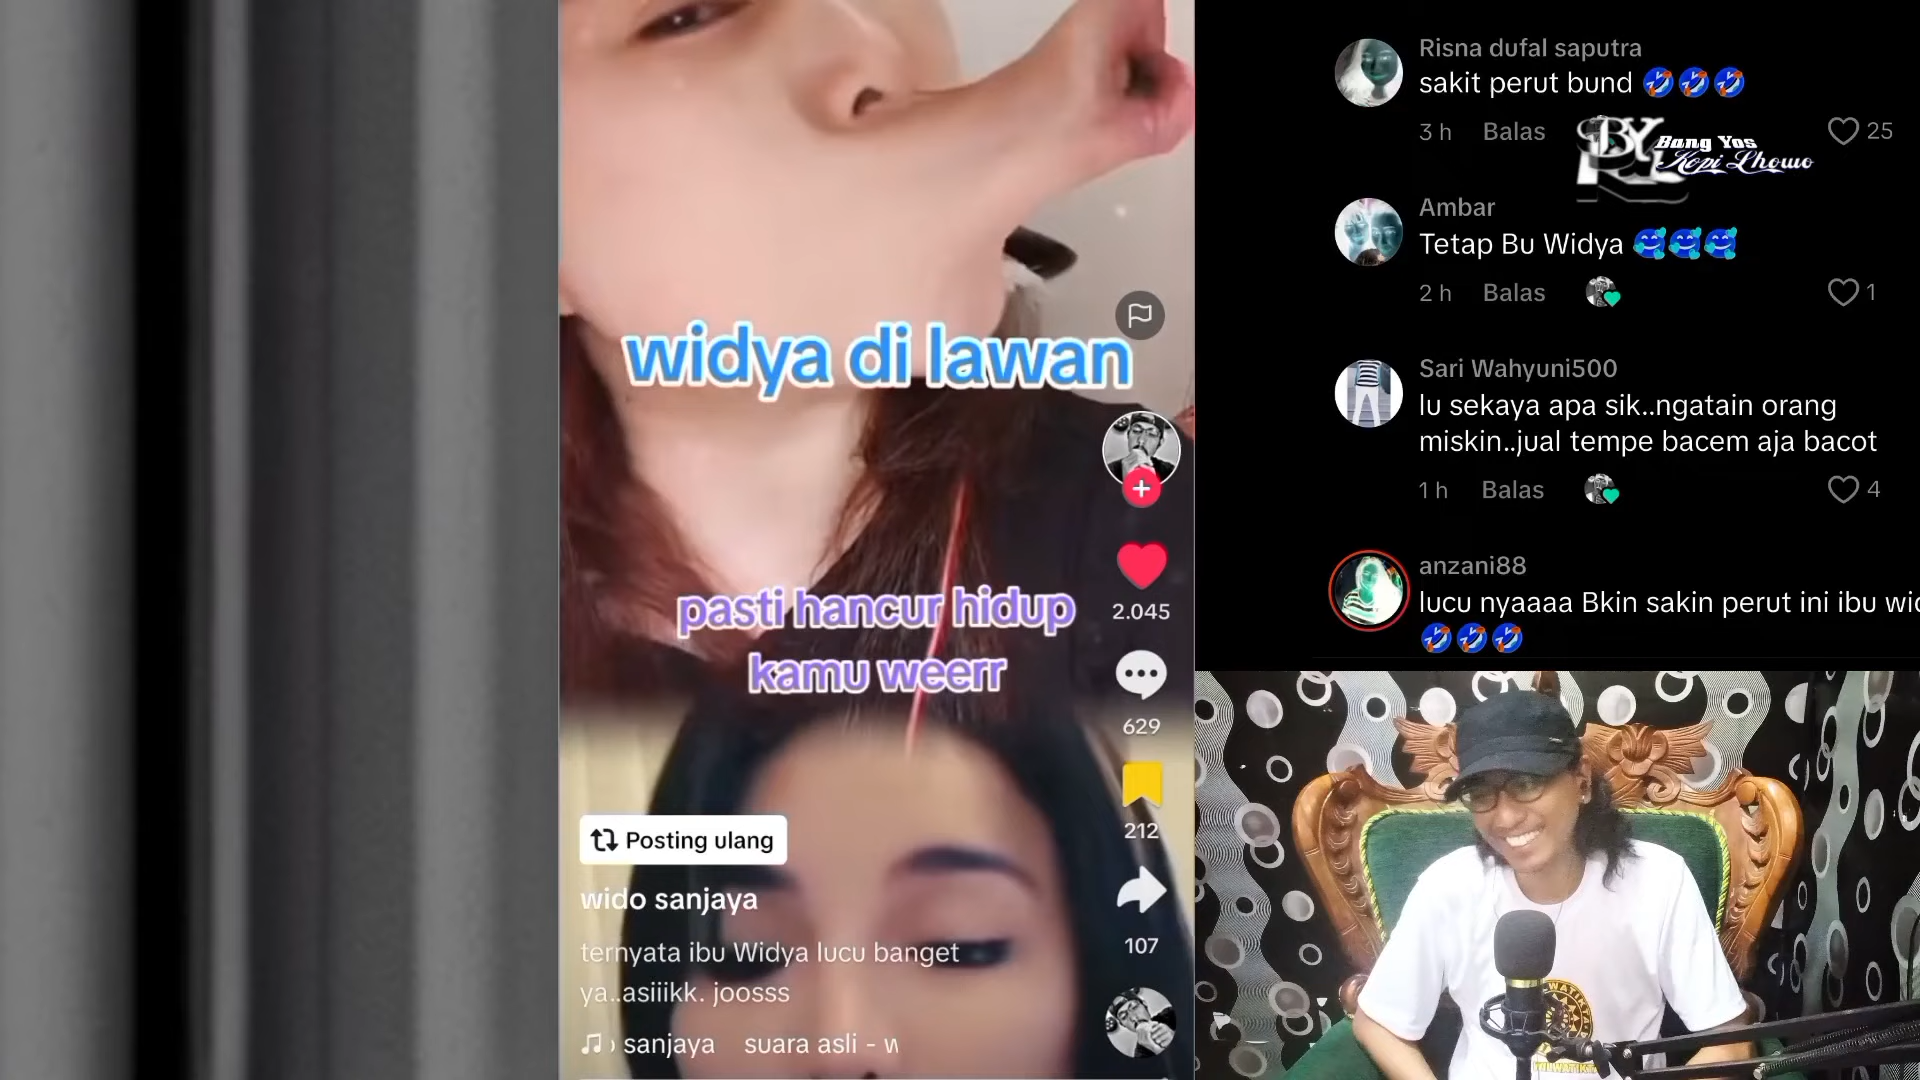 widya di lawan
pasti hancur hidup
kamu weerr
2.045
629
212
107
Posting ulang
wido sanjaya
ternyata ibu Widya lucu banget
ya..asiiikk. joosss
sanjaya suara asli - w
Risna dufal saputra
sakit perut bund 🤣🤣🤣
3 h Balas 25
BY Bang Yos
Kopi Lhowo
Ambar
Tetap Bu Widya 🥰🥰🥰
2 h Balas 1
Sari Wahyuni500
lu sekaya apa sik..ngatain orang
miskin..jual tempe bacem aja bacot
1 h Balas 4
anzani88
lucu nyaaaa Bkin sakin perut ini ibu wid
🤣🤣🤣